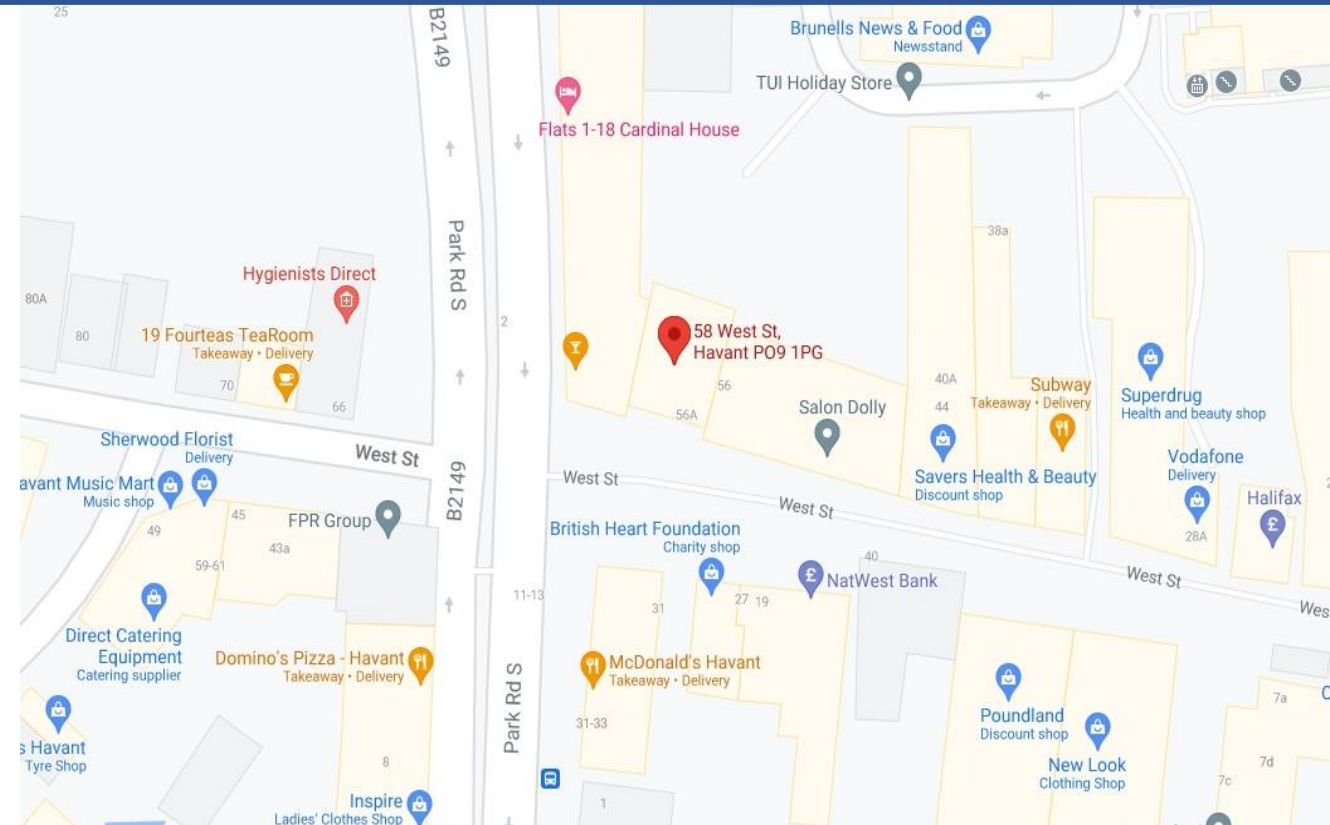 25
B2149
Brunells News & Food
Newsstand
TUI Holiday Store
Flats 1-18 Cardinal House
Park Rd S
38a
Hygienists Direct
80A
80
19 Fourteas TeaRoom
Takeaway • Delivery
70
66
2
58 West St,
Havant PO9 1PG
56
56A
Salon Dolly
40A
44
Subway
Takeaway • Delivery
Superdrug
Health and beauty shop
Savers Health & Beauty
Discount shop
Vodafone
Delivery
28A
Halifax
West St
B2149
West St
West St
West St
Wes
Sherwood Florist
Delivery
avant Music Mart
Music shop
49
45
43a
59-61
FPR Group
British Heart Foundation
Charity shop
NatWest Bank
40
11-13
31
27
19
Direct Catering
Equipment
Catering supplier
Domino's Pizza - Havant
Takeaway • Delivery
McDonald's Havant
Takeaway • Delivery
31-33
Park Rd S
Poundland
Discount shop
New Look
Clothing Shop
7a
7d
7c
s Havant
Tyre Shop
8
1
Inspire
Ladies' Clothes Shop